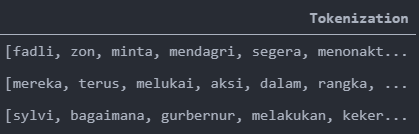 Tokenization
[fadli, zon, minta, mendagri, segera, menonakt...
[mereka, terus, melukai, aksi, dalam, rangka, ...
[sylvi, bagaimana, gurbernur, melakukan, keker...